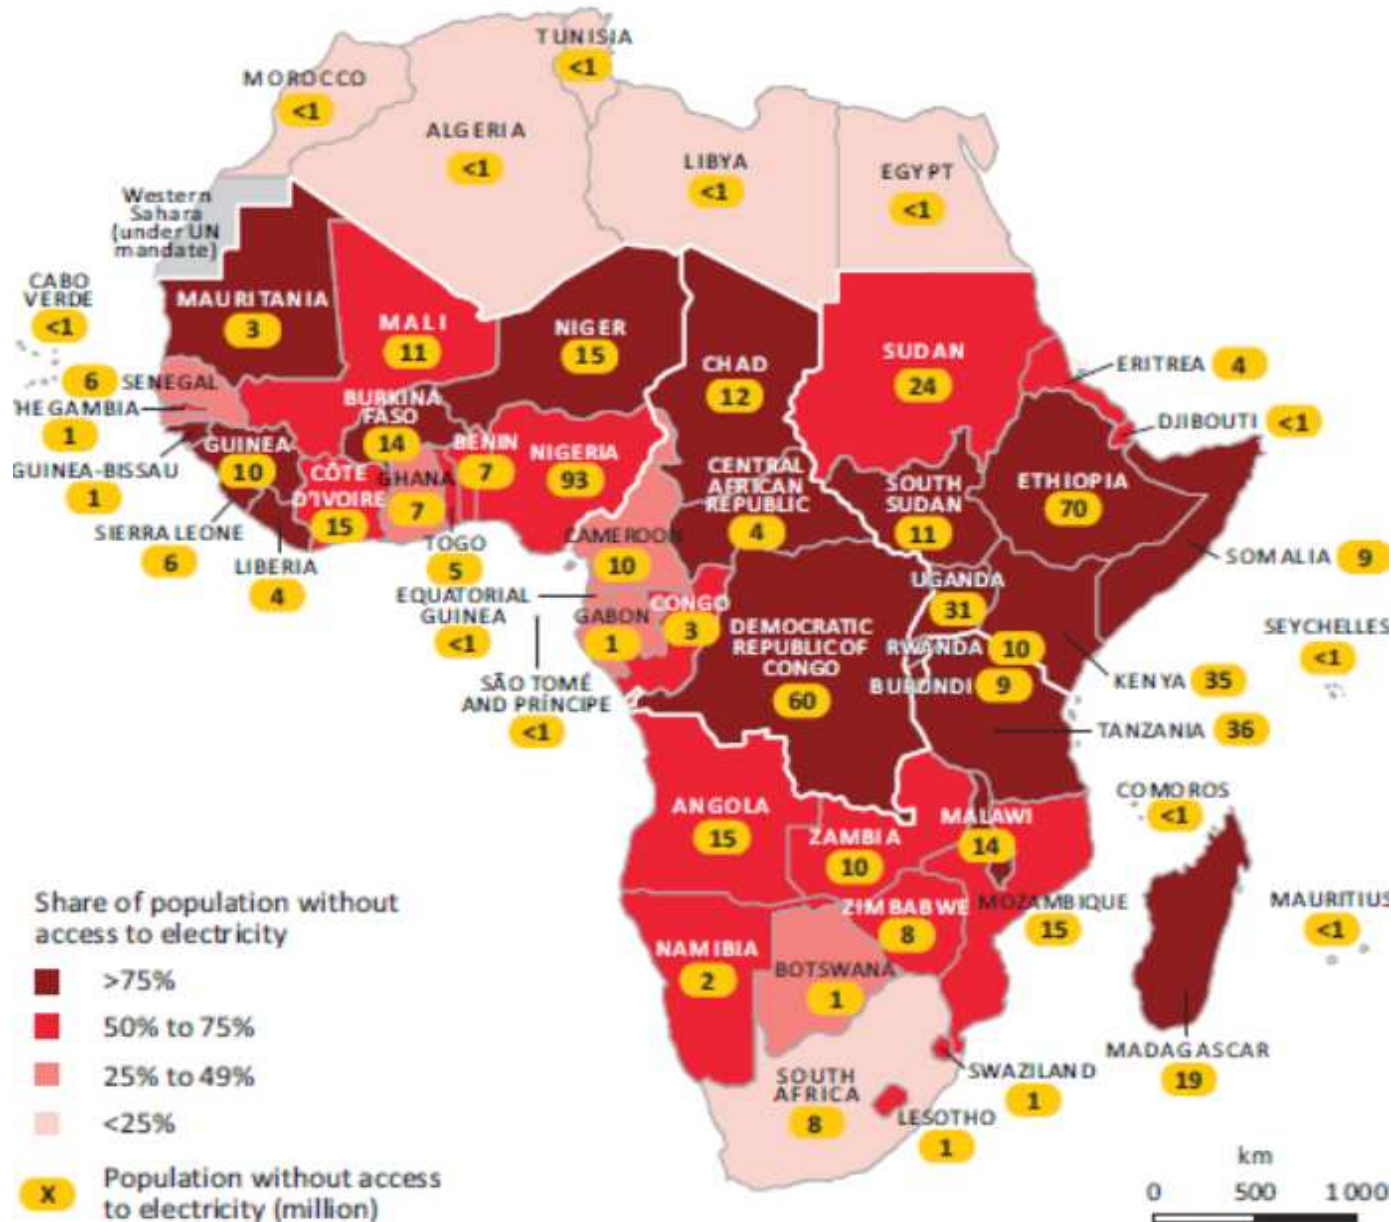 TUNISIA
<1
MOROCCO
<1
ALGERIA
<1
LIBYA
<1
EGYPT
<1
Western
Sahara
(under UN
mandate)
CABO
VERDE
<1
MAURITANIA
3
MALI
11
NIGER
15
CHAD
12
SUDAN
24
ERITREA 4
DJIBOUTI <1
6 SENEGAL
THE GAMBIA
1
GUINEA-BISSAU
1
GUINEA
10
BURKINA
FASO
14
BENIN
7
NIGERIA
93
CÔTE
D'IVOIRE
15
GHANA
7
CENTRAL
AFRICAN
REPUBLIC
4
SOUTH
SUDAN
11
ETHIOPIA
70
SOMALIA 9
SIERRA LEONE
6
LIBERIA
4
TOGO
5
CAMEROON
10
EQUATORIAL
GUINEA
<1
GABON
1
CONGO
3
DEMOCRATIC
REPUBLIC OF
CONGO
60
UGANDA
31
RWANDA 10
BURUNDI 9
KENYA 35
TANZANIA 36
SEYCHELLES
<1
SÃO TOMÉ
AND PRÍNCIPE
<1
ANGOLA
15
ZAMBIA
10
MALAWI
14
COMOROS
<1
MOZAMBIQUE
15
ZIMBABWE
8
NAMIBIA
2
BOTSWANA
1
MAURITIUS
<1
MADAGASCAR
19
SOUTH
AFRICA
8
SWAZILAND
1
LESOTHO
1
Share of population without
access to electricity
>75%
50% to 75%
25% to 49%
<25%
X Population without access
to electricity (million)
km
0 500 1 000